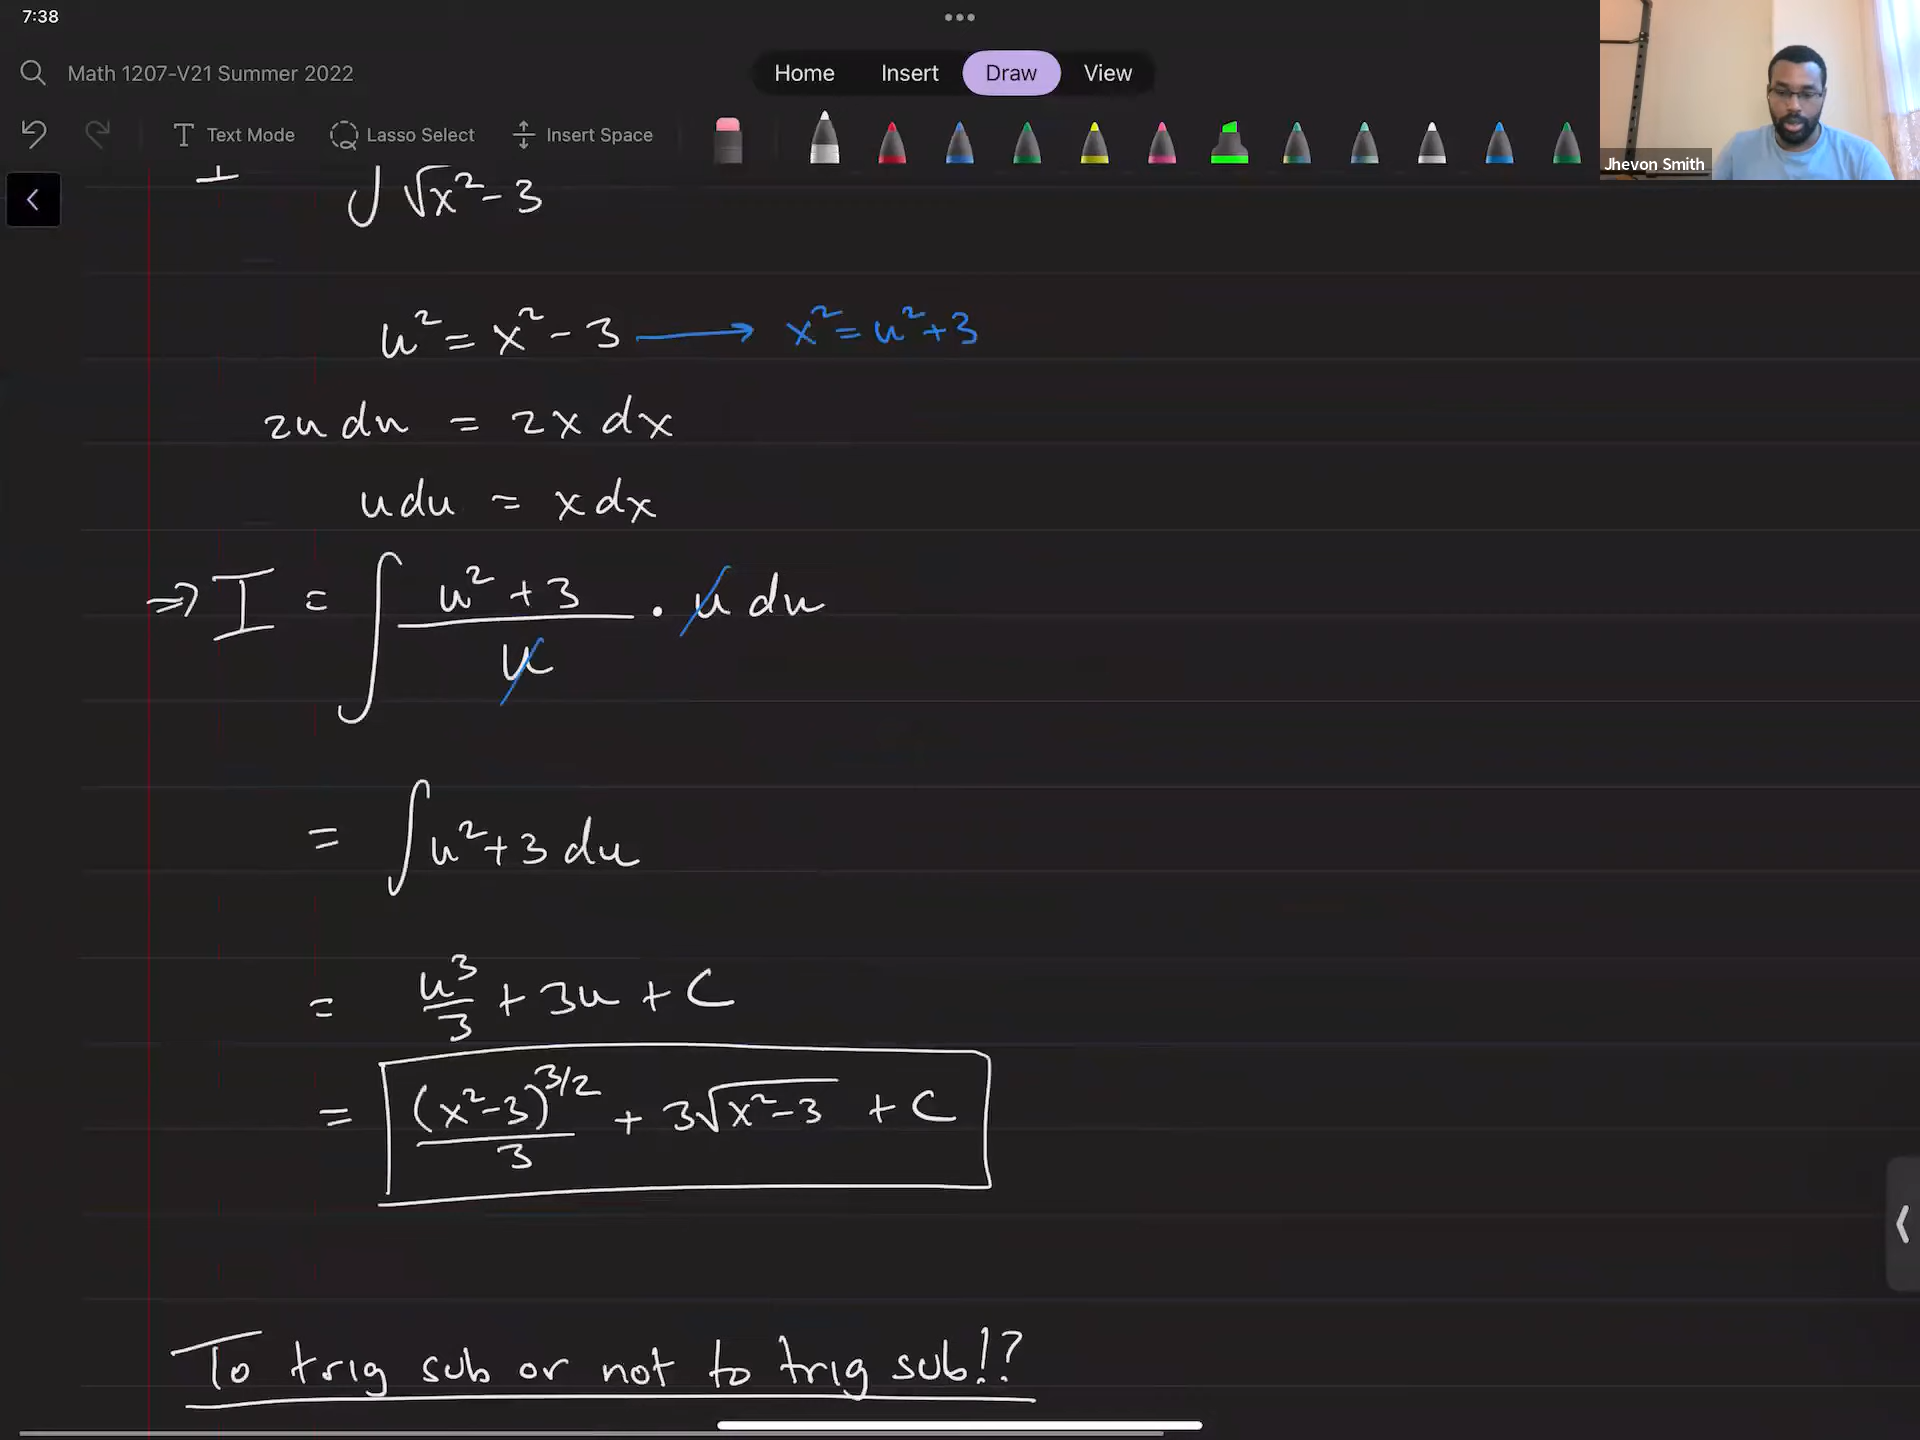 7:38
Math 1207-V21 Summer 2022
Home Insert Draw View
Text Mode Lasso Select Insert Space
Jhevon Smith
∫ √x²-3
u² = x² - 3 → x² = u² + 3
2u du = 2x dx
u du = x dx
⇒ I = ∫ (u² + 3)/u · u du
= ∫ u² + 3 du
= u³/3 + 3u + C
= (x²-3)^(3/2)/3 + 3√(x²-3) + C
To trig sub or not to trig sub!?